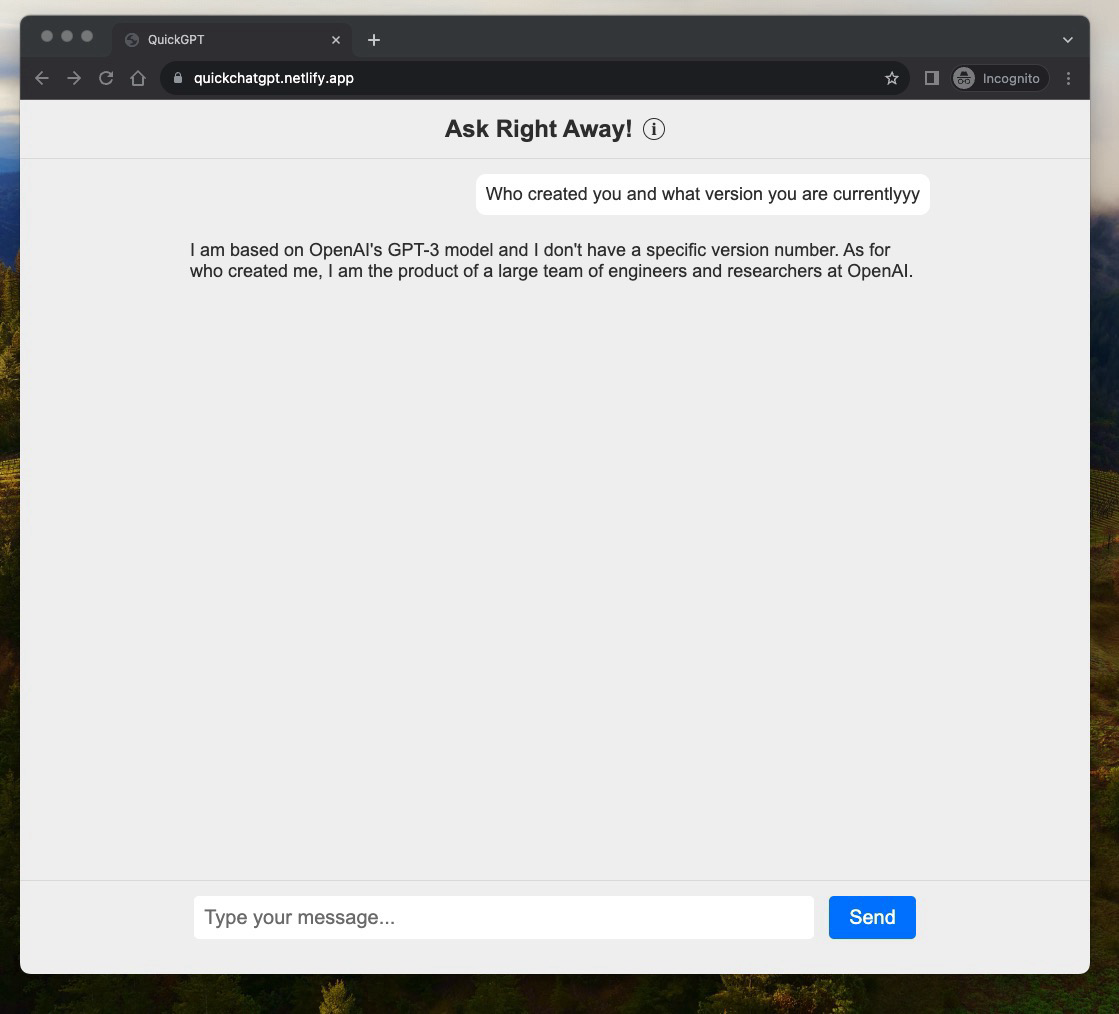 QuickGPT
quickchatgpt.netlify.app
Incognito
Ask Right Away!
Who created you and what version you are currentlyyy
I am based on OpenAI's GPT-3 model and I don't have a specific version number. As for
who created me, I am the product of a large team of engineers and researchers at OpenAI.
Type your message...
Send